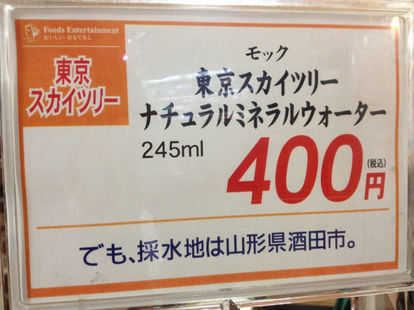 Foods Entertainment
おいしい おもてなし
東京
スカイツリー
モック
東京スカイツリー
ナチュラルミネラルウォーター
245ml
400円
(税込)
でも、採水地は山形県酒田市。